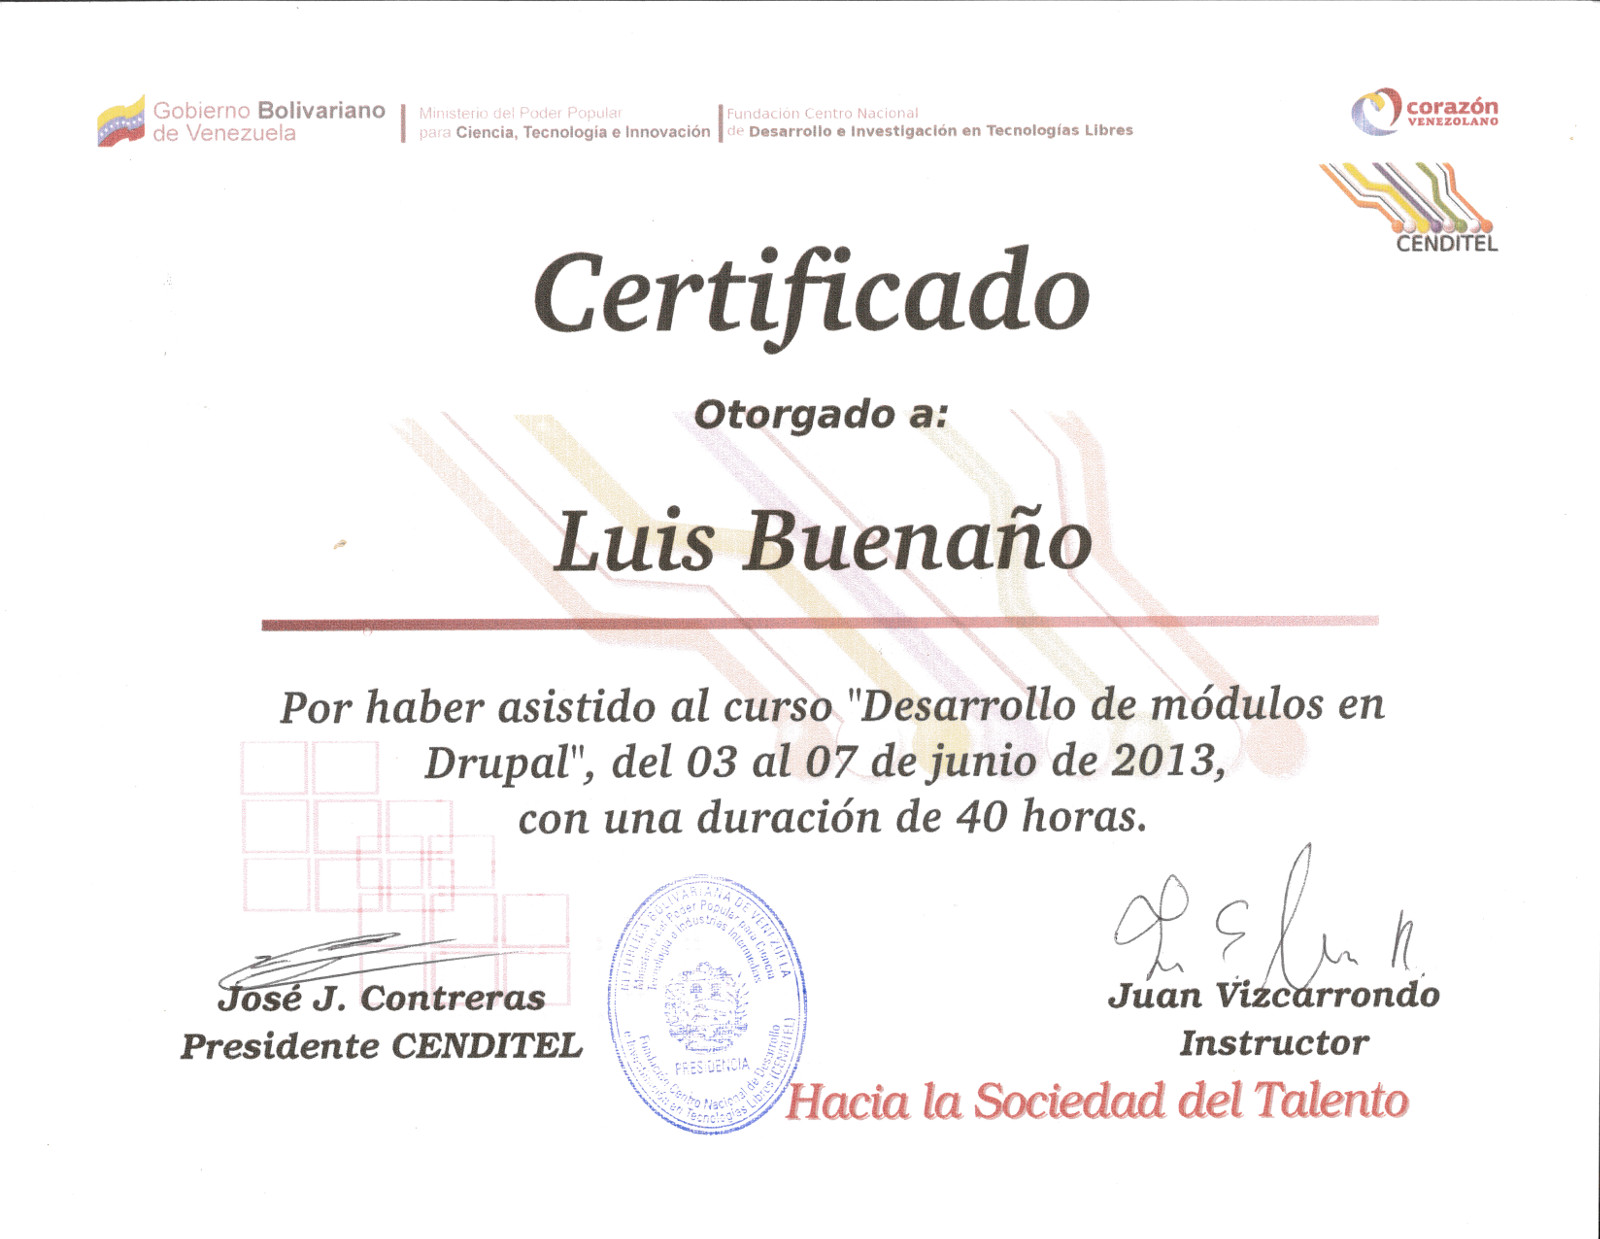 Gobierno Bolivariano
de Venezuela
Ministerio del Poder Popular
para Ciencia, Tecnología e Innovación
Fundación Centro Nacional
de Desarrollo e Investigación en Tecnologías Libres
corazón
VENEZOLANO
CENDITEL
Certificado
Otorgado a:
Luis Buenaño
Por haber asistido al curso "Desarrollo de módulos en
Drupal", del 03 al 07 de junio de 2013,
con una duración de 40 horas.
José J. Contreras
Presidente CENDITEL
REPUBLICA BOLIVARIANA DE VENEZUELA
Ministerio del Poder Popular para Ciencia
Tecnología e Industrias Intermedias
PRESIDENCIA
Fundación Centro Nacional de Desarrollo
e Investigación en Tecnologías Libres (CENDITEL)
Juan Vizcarrondo
Instructor
Hacia la Sociedad del Talento